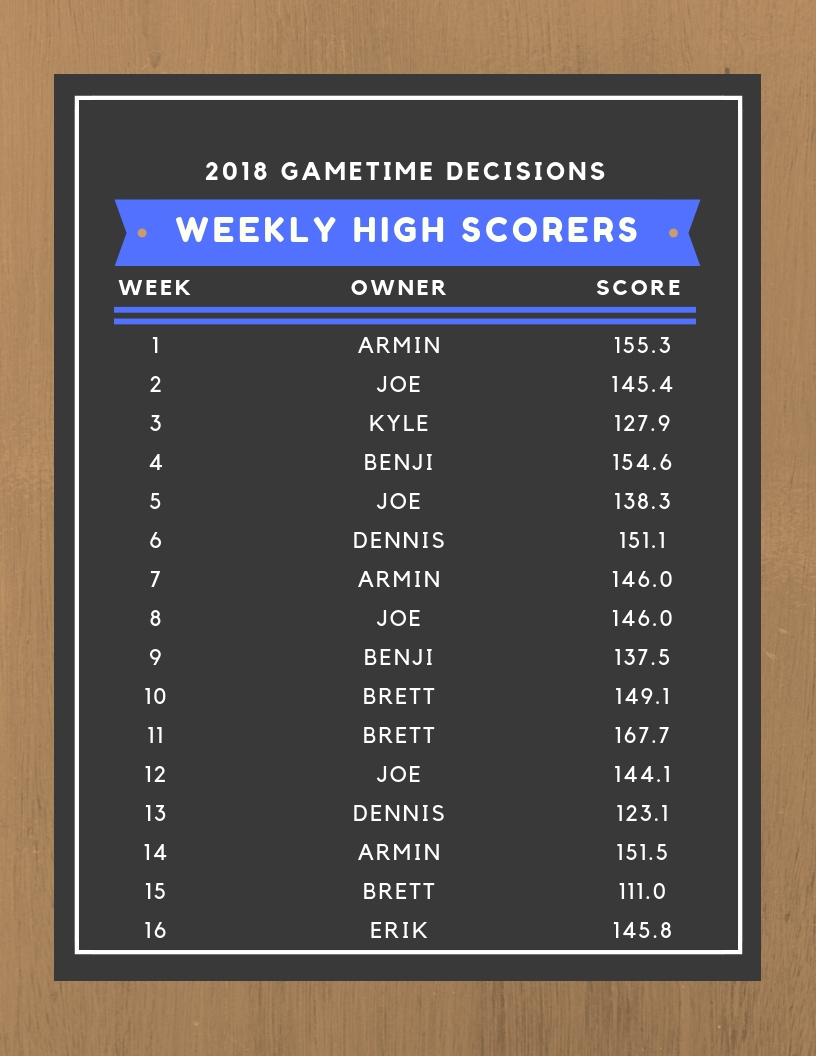 2018 GAMETIME DECISIONS
WEEKLY HIGH SCORERS
WEEK OWNER SCORE
1 ARMIN 155.3
2 JOE 145.4
3 KYLE 127.9
4 BENJI 154.6
5 JOE 138.3
6 DENNIS 151.1
7 ARMIN 146.0
8 JOE 146.0
9 BENJI 137.5
10 BRETT 149.1
11 BRETT 167.7
12 JOE 144.1
13 DENNIS 123.1
14 ARMIN 151.5
15 BRETT 111.0
16 ERIK 145.8